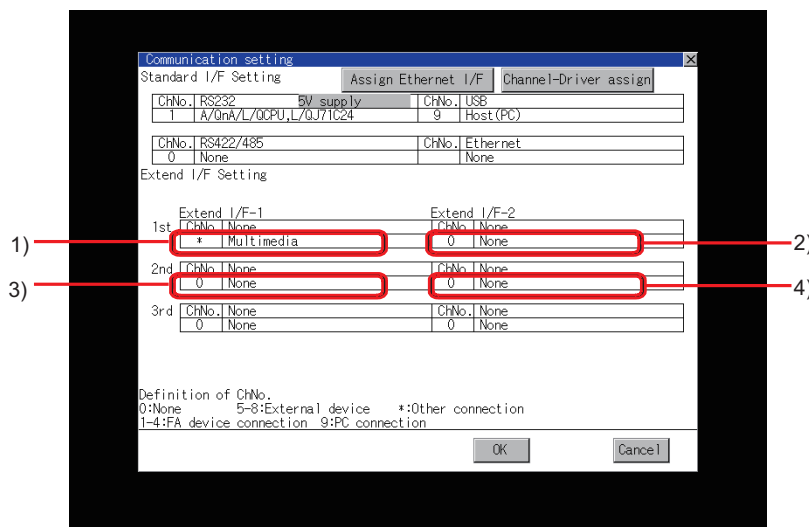 Communication setting
Standard I/F Setting Assign Ethernet I/F Channel-Driver assign
ChNo. RS232 5V supply ChNo. USB
1 A/QnA/L/QCPU,L/QJ71C24 9 Host(PC)
ChNo. RS422/485 ChNo. Ethernet
0 None None
Extend I/F Setting
Extend I/F-1 Extend I/F-2
1st ChNo. None ChNo. None
1) * Multimedia 0 None 2)
2nd ChNo. None ChNo. None
3) 0 None 0 None 4)
3rd ChNo. None ChNo. None
0 None 0 None
Definition of ChNo.
0:None 5-8:External device *:Other connection
1-4:FA device connection 9:PC connection
OK Cancel